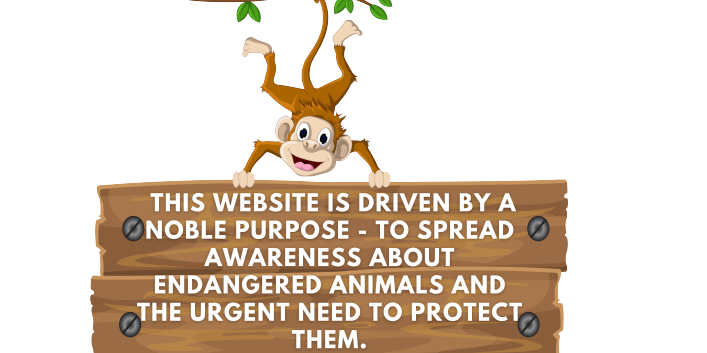 THIS WEBSITE IS DRIVEN BY A
NOBLE PURPOSE - TO SPREAD
AWARENESS ABOUT
ENDANGERED ANIMALS AND
THE URGENT NEED TO PROTECT
THEM.